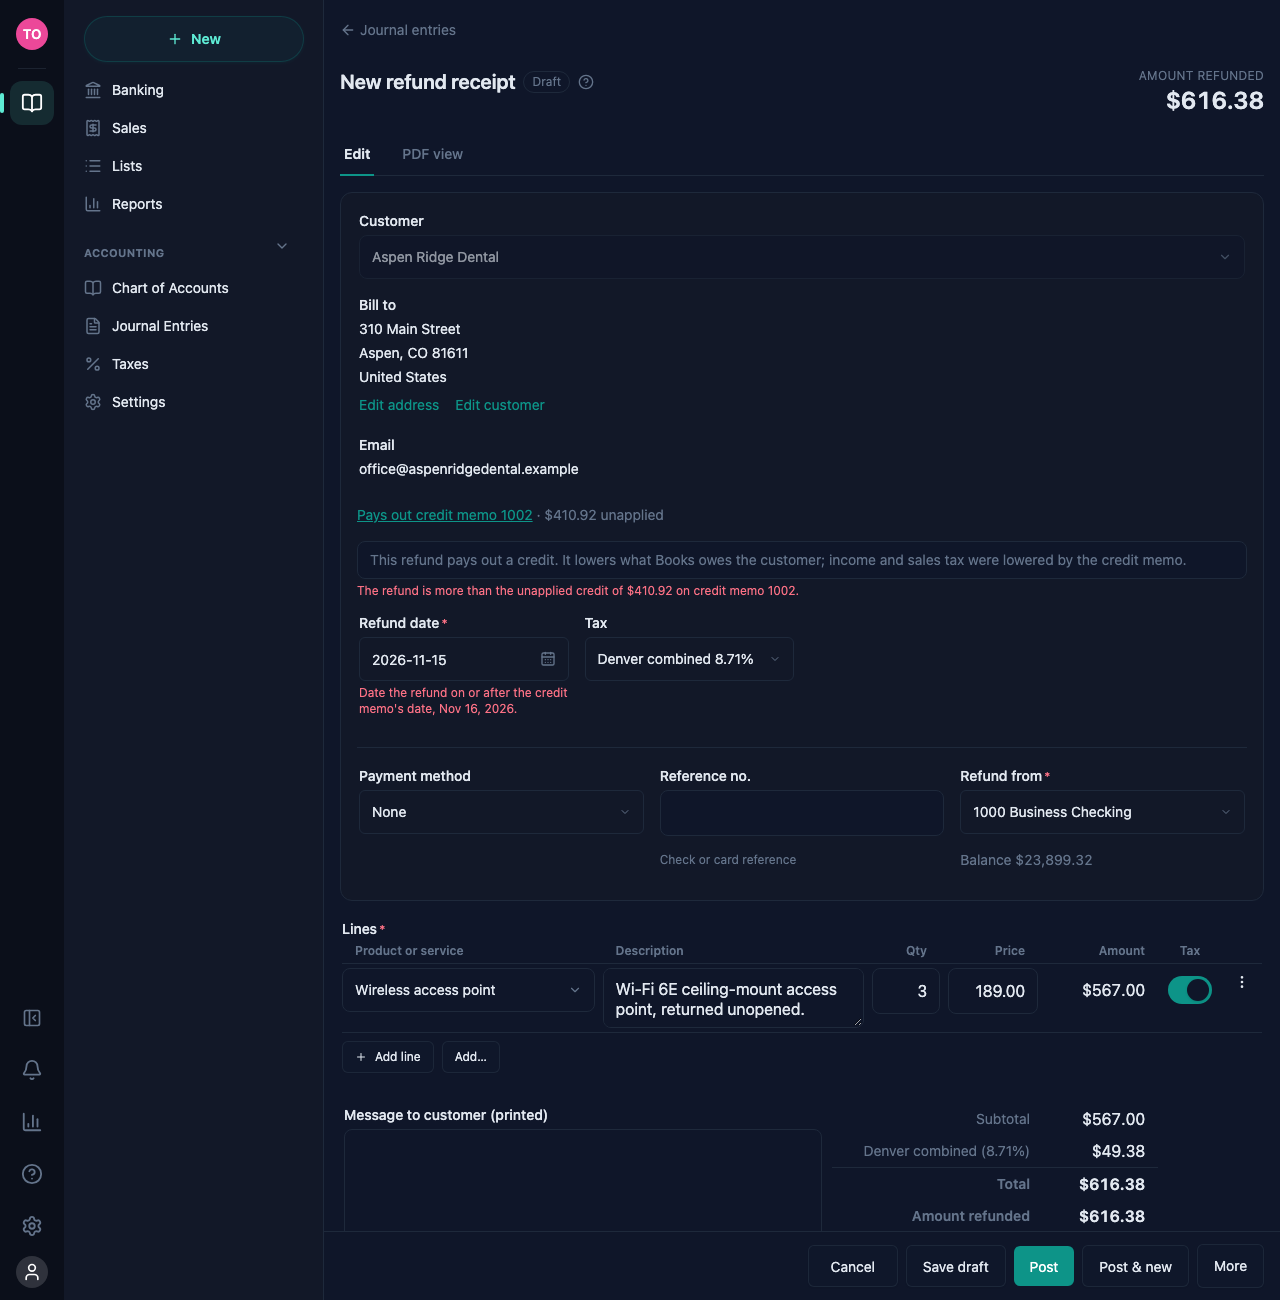 TO
New
Banking
Sales
Lists
Reports
ACCOUNTING
Chart of Accounts
Journal Entries
Taxes
Settings
Journal entries
New refund receipt
Draft
AMOUNT REFUNDED
$616.38
Edit
PDF view
Customer
Aspen Ridge Dental
Bill to
310 Main Street
Aspen, CO 81611
United States
Edit address
Edit customer
Email
office@aspenridgedental.example
Pays out credit memo 1002 · $410.92 unapplied
This refund pays out a credit. It lowers what Books owes the customer; income and sales tax were lowered by the credit memo.
The refund is more than the unapplied credit of $410.92 on credit memo 1002.
Refund date*
Tax
2026-11-15
Denver combined 8.71%
Date the refund on or after the credit
memo's date, Nov 16, 2026.
Payment method
Reference no.
Refund from*
None
1000 Business Checking
Check or card reference
Balance $23,899.32
Lines*
Product or service
Description
Qty
Price
Amount
Tax
Wireless access point
Wi-Fi 6E ceiling-mount access
point, returned unopened.
3
189.00
$567.00
Add line
Add...
Message to customer (printed)
Subtotal
$567.00
Denver combined (8.71%)
$49.38
Total
$616.38
Amount refunded
$616.38
Cancel
Save draft
Post
Post & new
More